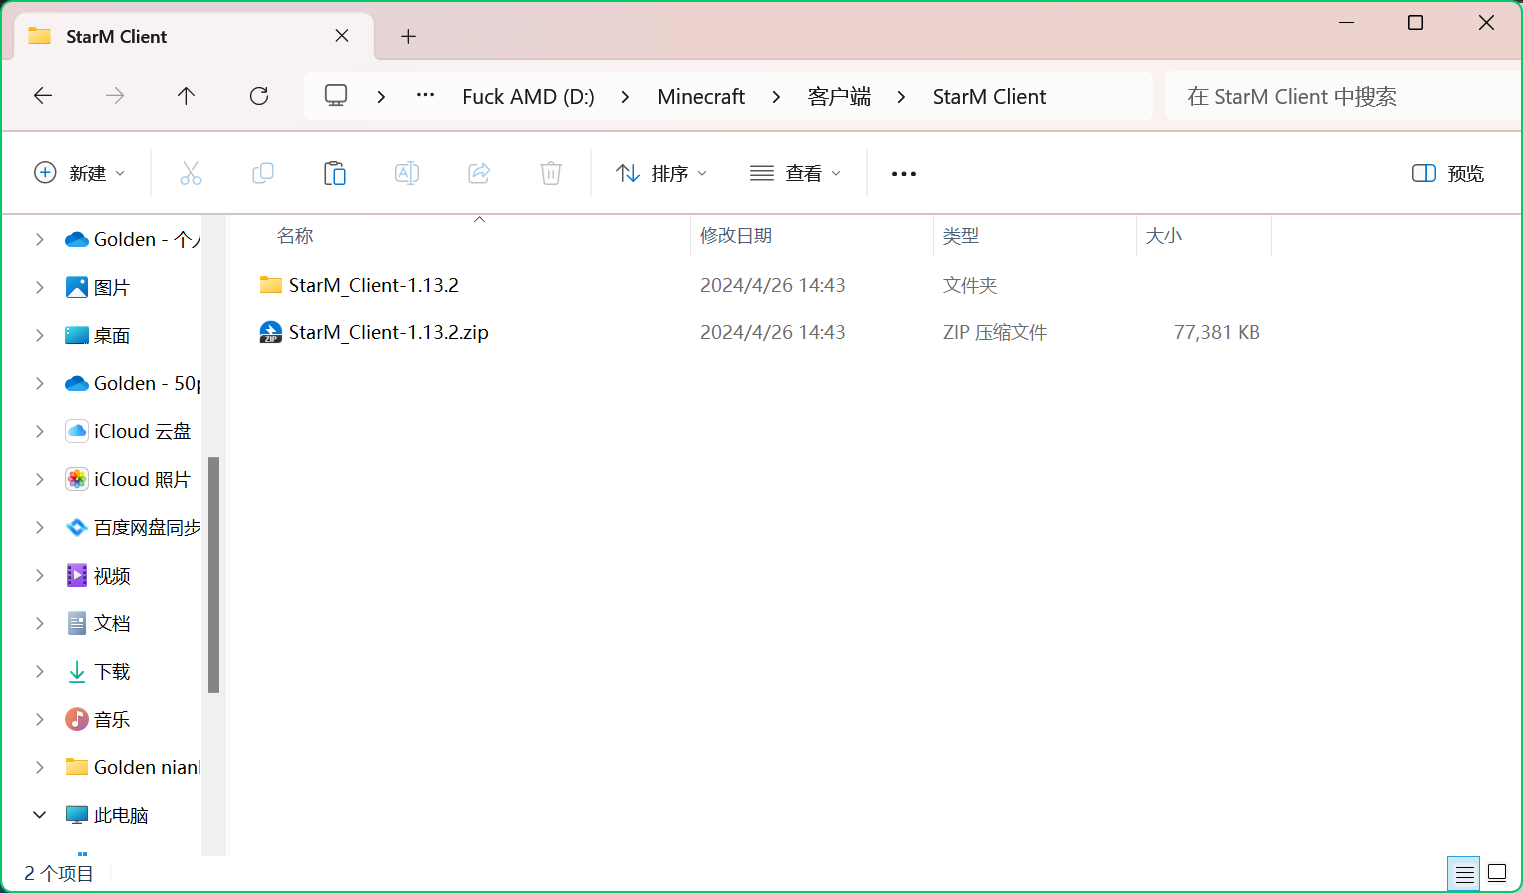 StarM Client
Fuck AMD (D:) Minecraft 客户端 StarM Client
在 StarM Client 中搜索
新建 排序 查看 预览
名称 修改日期 类型 大小
StarM_Client-1.13.2 2024/4/26 14:43 文件夹
StarM_Client-1.13.2.zip 2024/4/26 14:43 ZIP 压缩文件 77,381 KB
Golden - 个
图片
桌面
Golden - 50
iCloud 云盘
iCloud 照片
百度网盘同步
视频
文档
下载
音乐
Golden nian
此电脑
2 个项目